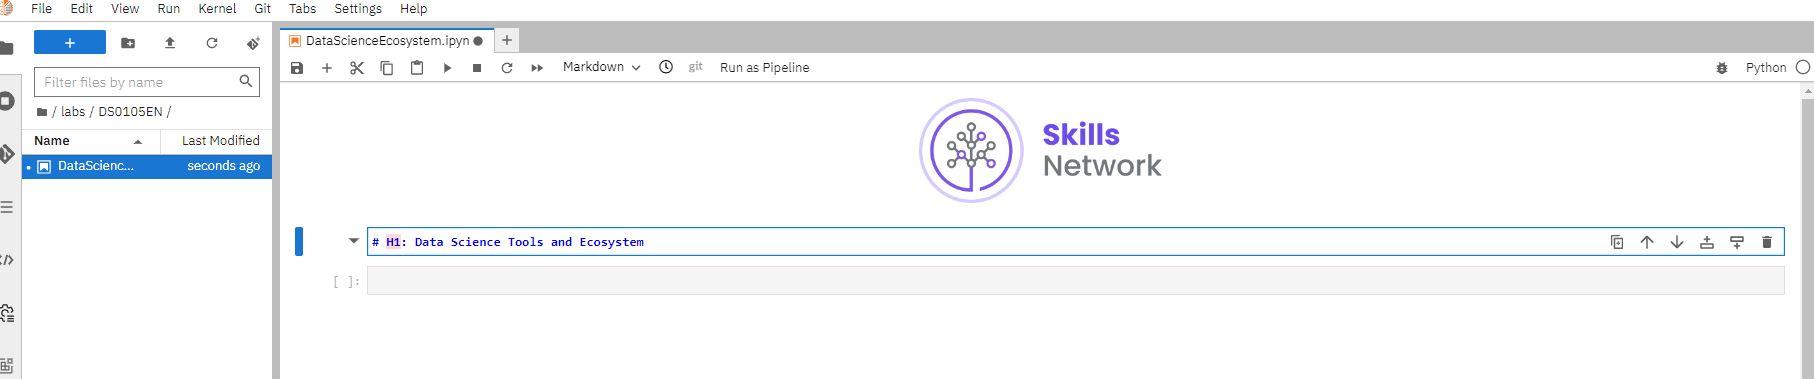 File Edit View Run Kernel Git Tabs Settings Help
+
Filter files by name
/ labs / DS0105EN /
Name Last Modified
DataScienc... seconds ago
DataScienceEcosystem.ipyn
Markdown git Run as Pipeline Python
Skills
Network
# H1: Data Science Tools and Ecosystem
[ ]: